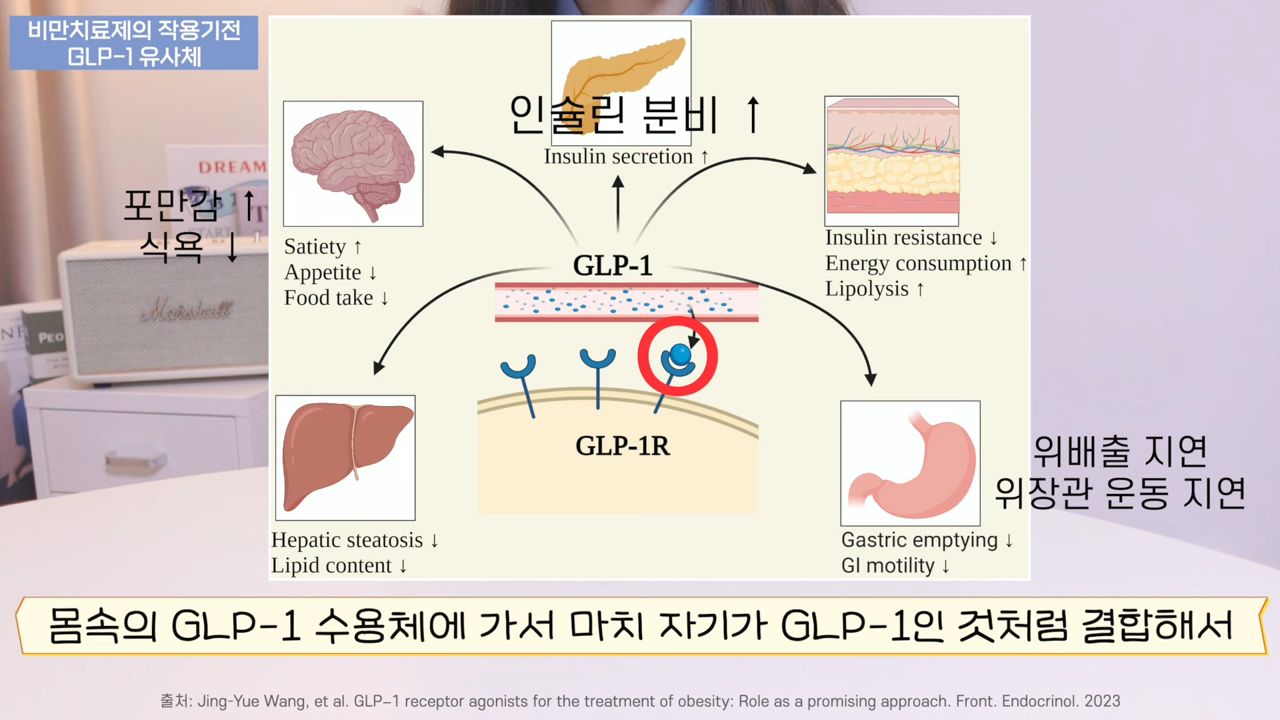 비만치료제의 작용기전
GLP-1 유사체
인슐린 분비 ↑
Insulin secretion ↑
DREAM
START
포만감 ↑
식욕 ↓
Marshall
Satiety ↑
Appetite ↓
Food take ↓
GLP-1
Insulin resistance ↓
Energy consumption ↑
Lipolysis ↑
GLP-1R
위배출 지연
위장관 운동 지연
Hepatic steatosis ↓
Lipid content ↓
Gastric emptying ↓
GI motility ↓
몸속의 GLP-1 수용체에 가서 마치 자기가 GLP-1인 것처럼 결합해서
출처: Jing-Yue Wang, et al. GLP-1 receptor agonists for the treatment of obesity: Role as a promising approach. Front. Endocrinol. 2023